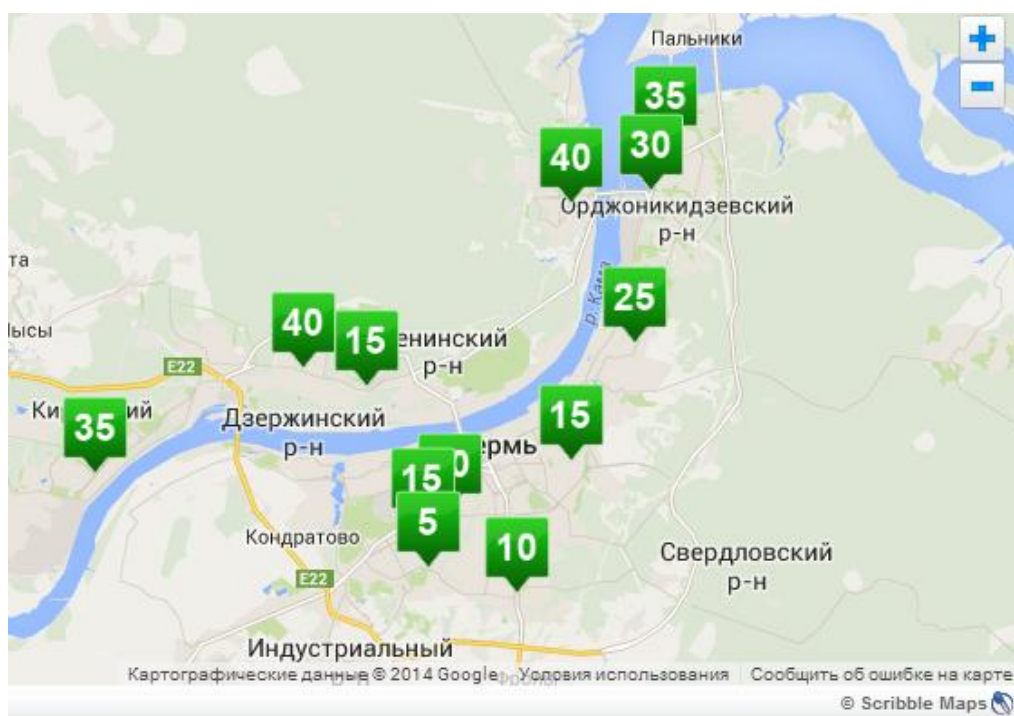 Пальники
+
-
35
30
40
Орджоникидзевский
р-н
та
25
р. Кама
40
15
енинский
р-н
ысы
E22
Ки
ий
35
Дзержинский
р-н
15
ермь
0
15
5
10
Кондратово
Свердловский
р-н
E22
Индустриальный
Картографические данные © 2014 Google
Условия использования
Сообщить об ошибке на карте
© Scribble Maps